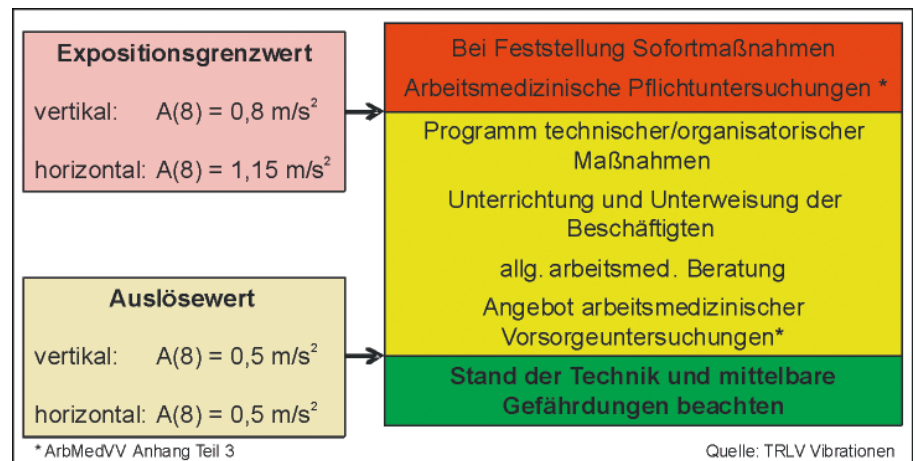 Expositionsgrenzwert
vertikal: A(8) = 0,8 m/s²
horizontal: A(8) = 1,15 m/s²
Auslösewert
vertikal: A(8) = 0,5 m/s²
horizontal: A(8) = 0,5 m/s²
Bei Feststellung Sofortmaßnahmen
Arbeitsmedizinische Pflichtuntersuchungen *
Programm technischer/organisatorischer
Maßnahmen
Unterrichtung und Unterweisung der
Beschäftigten
allg. arbeitsmed. Beratung
Angebot arbeitsmedizinischer
Vorsorgeuntersuchungen*
Stand der Technik und mittelbare
Gefährdungen beachten
* ArbMedVV Anhang Teil 3
Quelle: TRLV Vibrationen